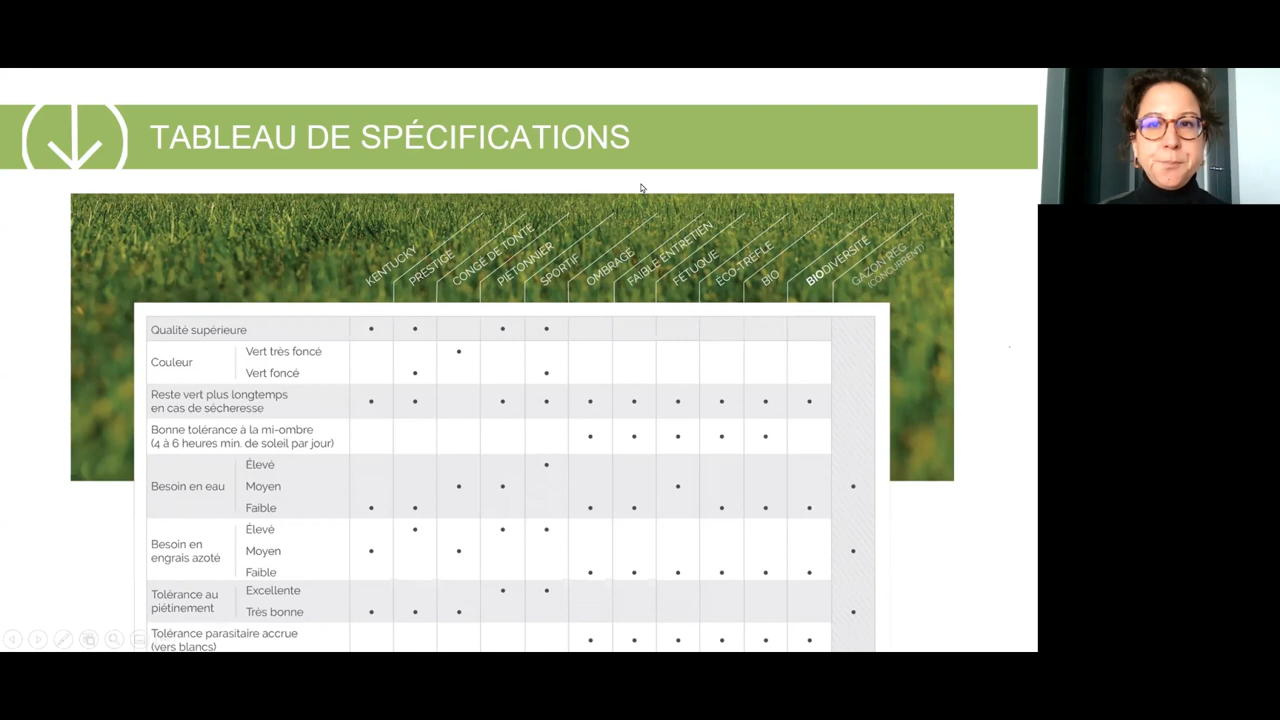 TABLEAU DE SPÉCIFICATIONS
KENTUCKY
PRESTIGE
CONGÉ DE TONTE
PIÉTONNIER
SPORTIF
OMBRAGÉ
FAIBLE ENTRETIEN
FÉTUQUE
ÉCO-TRÈFLE
BIO
BIODIVERSITÉ
GAZON RÉG.
(CONCURRENT)
Qualité supérieure
Couleur
Vert très foncé
Vert foncé
Reste vert plus longtemps
en cas de sécheresse
Bonne tolérance à la mi-ombre
(4 à 6 heures min. de soleil par jour)
Besoin en eau
Élevé
Moyen
Faible
Besoin en
engrais azoté
Élevé
Moyen
Faible
Tolérance au
piétinement
Excellente
Très bonne
Tolérance parasitaire accrue
(vers blancs)